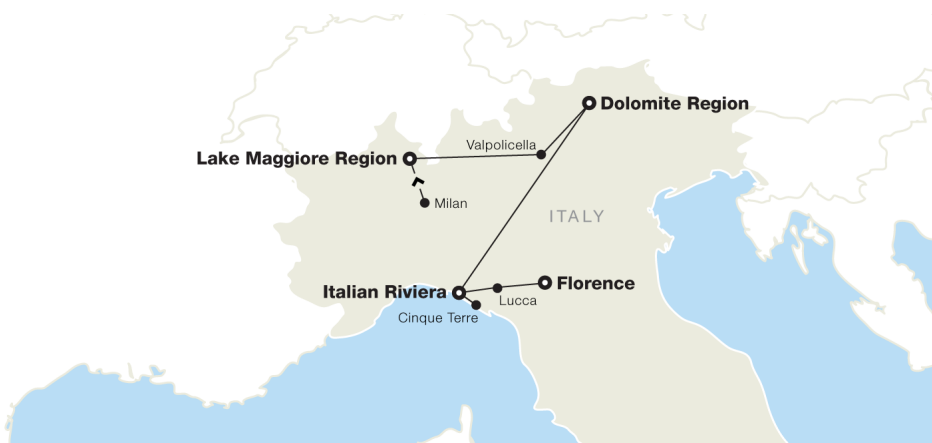 Dolomite Region
Valpolicella
Lake Maggiore Region
Milan
ITALY
Florence
Italian Riviera
Lucca
Cinque Terre